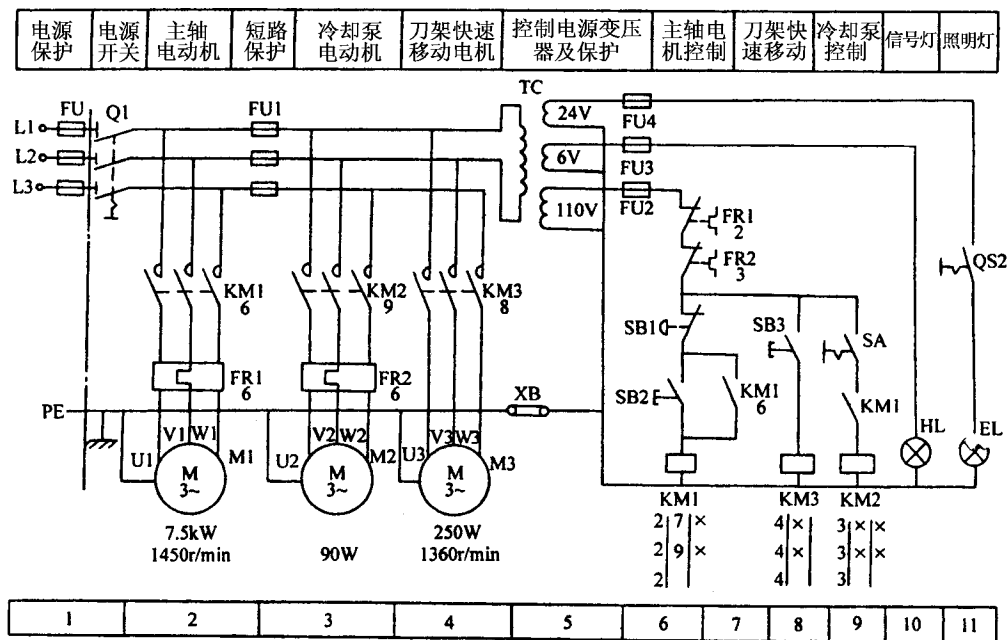 电源
保护
电源
开关
主轴
电动机
短路
保护
冷却泵
电动机
刀架快速
移动电机
控制电源变压
器及保护
主轴电
机控制
刀架快
速移动
冷却泵
控制
信号灯
照明灯
FU
Q1
FU1
TC
24V
FU4
L1
L2
L3
6V
FU3
110V
FU2
FR1
2
FR2
3
QS2
KM1
6
KM2
9
KM3
8
SB1
SB3
SA
FR1
6
FR2
6
SB2
KM1
6
KM1
PE
XB
HL
EL
U1
V1
W1
M1
U2
V2
W2
M2
U3
V3
W3
M3
M
3~
M
3~
M
3~
7.5kW
1450r/min
90W
250W
1360r/min
KM1
KM3
KM2
2 7 ×
2 9 ×
2
4 ×
4 ×
4
3 × ×
3 × ×
3
1 2 3 4 5 6 7 8 9 10 11